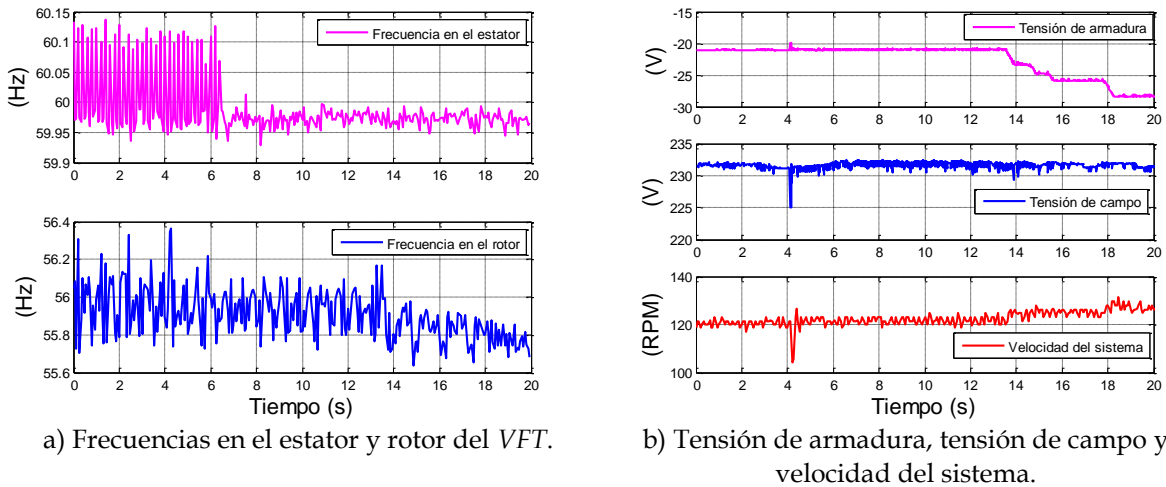 60.15
60.1
60.05
60
59.95
59.9
(Hz)
Frecuencia en el estator
0 2 4 6 8 10 12 14 16 18 20
56.4
56.2
56
55.8
55.6
(Hz)
Frecuencia en el rotor
0 2 4 6 8 10 12 14 16 18 20
Tiempo (s)
a) Frecuencias en el estator y rotor del VFT.
-15
-20
-25
-30
(V)
Tensión de armadura
0 2 4 6 8 10 12 14 16 18 20
235
230
225
220
(V)
Tensión de campo
0 2 4 6 8 10 12 14 16 18 20
140
120
100
(RPM)
Velocidad del sistema
0 2 4 6 8 10 12 14 16 18 20
Tiempo (s)
b) Tensión de armadura, tensión de campo y
velocidad del sistema.